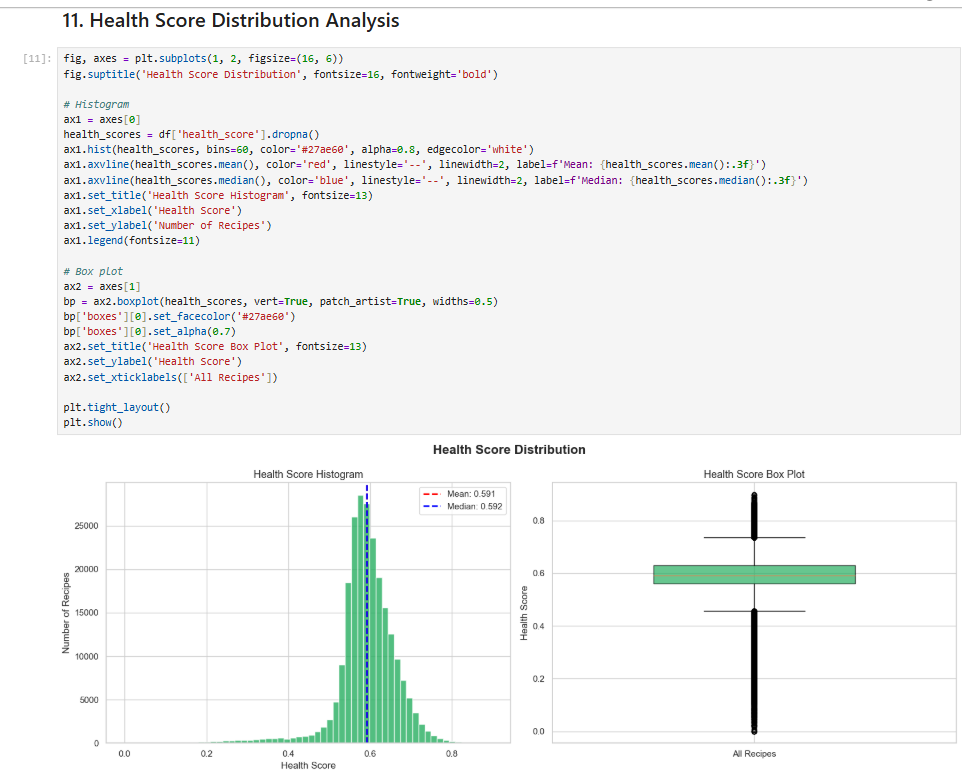 11. Health Score Distribution Analysis
[11]:
fig, axes = plt.subplots(1, 2, figsize=(16, 6))
fig.suptitle('Health Score Distribution', fontsize=16, fontweight='bold')
# Histogram
ax1 = axes[0]
health_scores = df['health_score'].dropna()
ax1.hist(health_scores, bins=60, color='#27ae60', alpha=0.8, edgecolor='white')
ax1.axvline(health_scores.mean(), color='red', linestyle='--', linewidth=2, label=f'Mean: {health_scores.mean():.3f}')
ax1.axvline(health_scores.median(), color='blue', linestyle='--', linewidth=2, label=f'Median: {health_scores.median():.3f}')
ax1.set_title('Health Score Histogram', fontsize=13)
ax1.set_xlabel('Health Score')
ax1.set_ylabel('Number of Recipes')
ax1.legend(fontsize=11)
# Box plot
ax2 = axes[1]
bp = ax2.boxplot(health_scores, vert=True, patch_artist=True, widths=0.5)
bp['boxes'][0].set_facecolor('#27ae60')
bp['boxes'][0].set_alpha(0.7)
ax2.set_title('Health Score Box Plot', fontsize=13)
ax2.set_ylabel('Health Score')
ax2.set_xticklabels(['All Recipes'])
plt.tight_layout()
plt.show()
Health Score Distribution
Health Score Histogram
Mean: 0.591
Median: 0.592
Number of Recipes
25000
20000
15000
10000
5000
0
0.0 0.2 0.4 0.6 0.8
Health Score
Health Score Box Plot
Health Score
0.8
0.6
0.4
0.2
0.0
All Recipes